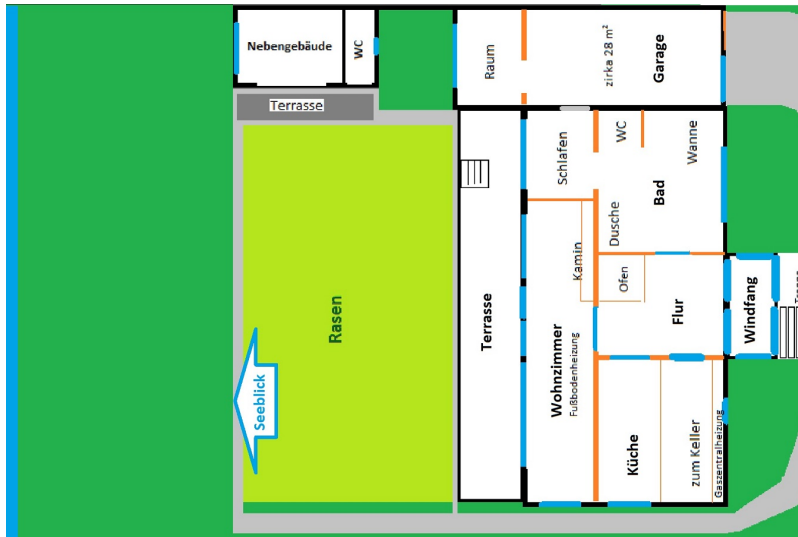 Nebengebäude
WC
Terrasse
Raum
zirka 28 m²
Garage
Schlafen
WC
Wanne
Dusche
Bad
Kamin
Ofen
Flur
Windfang
Treppe
Terrasse
Wohnzimmer
Fußbodenheizung
Küche
zum Keller
Gaszentralheizung
Rasen
Seeblick